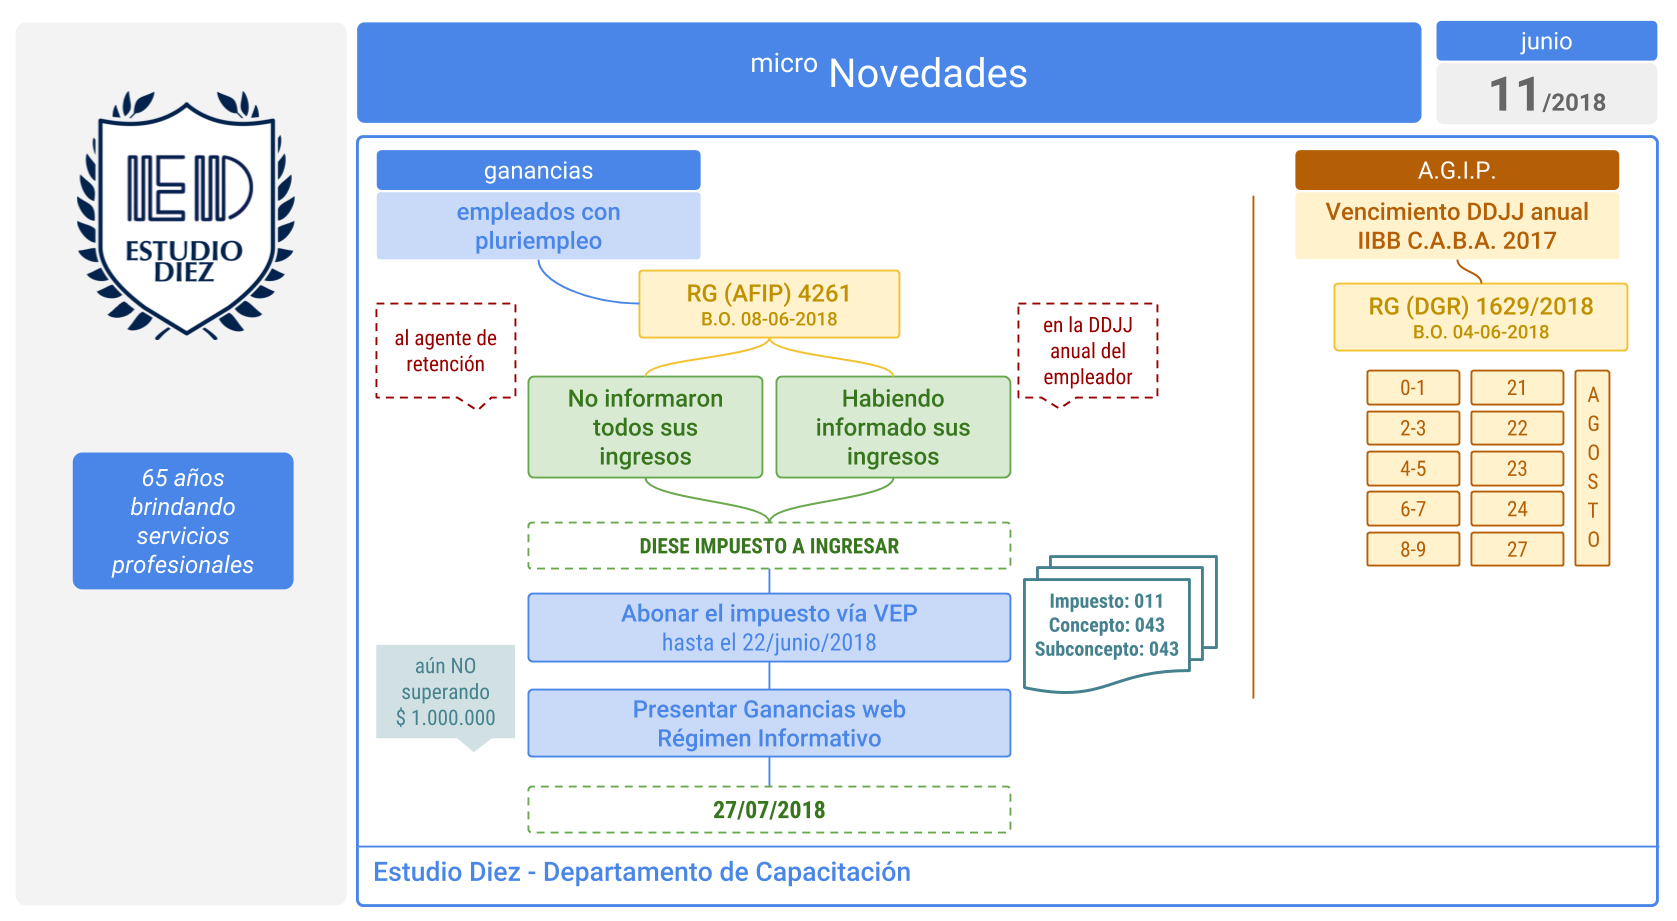 IEID
ESTUDIO
DIEZ
65 años
brindando
servicios
profesionales
micro Novedades
junio
11/2018
ganancias
empleados con
pluriempleo
RG (AFIP) 4261
B.O. 08-06-2018
al agente de
retención
en la DDJJ
anual del
empleador
No informaron
todos sus
ingresos
Habiendo
informado sus
ingresos
DIESE IMPUESTO A INGRESAR
Abonar el impuesto vía VEP
hasta el 22/junio/2018
Impuesto: 011
Concepto: 043
Subconcepto: 043
aún NO
superando
$ 1.000.000
Presentar Ganancias web
Régimen Informativo
27/07/2018
A.G.I.P.
Vencimiento DDJJ anual
IIBB C.A.B.A. 2017
RG (DGR) 1629/2018
B.O. 04-06-2018
0-1 21
2-3 22
4-5 23
6-7 24
8-9 27
AGOSTO
Estudio Diez - Departamento de Capacitación